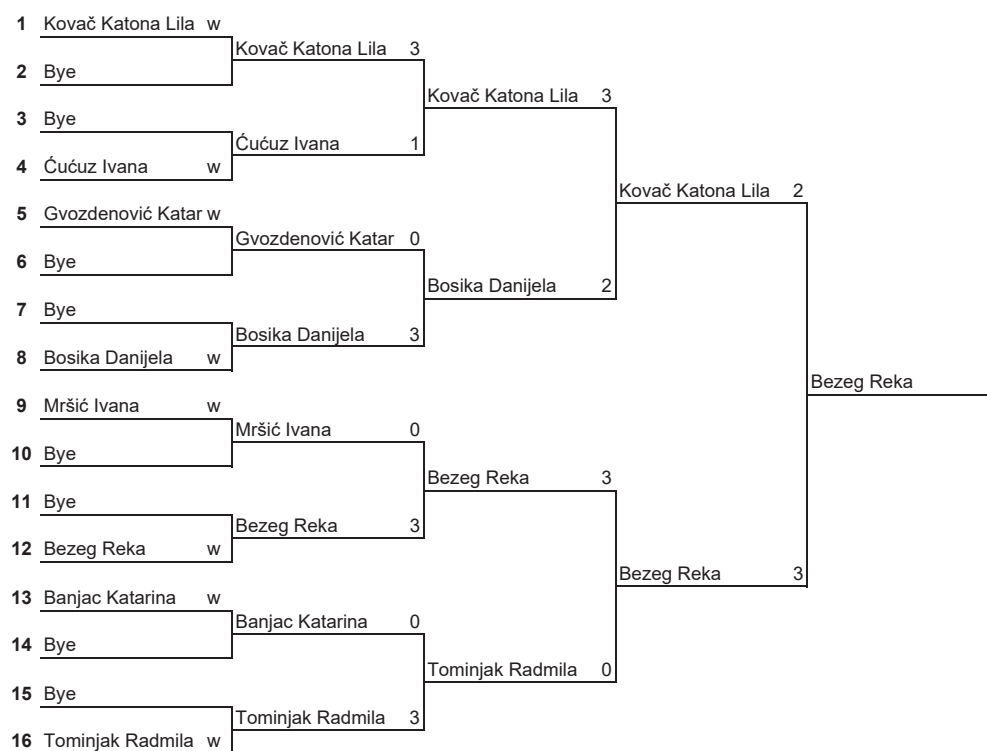 1 Kovač Katona Lila w
Kovač Katona Lila 3
2 Bye
Kovač Katona Lila 3
3 Bye
Ćućuz Ivana 1
4 Ćućuz Ivana w
Kovač Katona Lila 2
5 Gvozdenović Katar w
Gvozdenović Katar 0
6 Bye
Bosika Danijela 2
7 Bye
Bosika Danijela 3
8 Bosika Danijela w
Bezeg Reka
9 Mršić Ivana w
Mršić Ivana 0
10 Bye
Bezeg Reka 3
11 Bye
Bezeg Reka 3
12 Bezeg Reka w
Bezeg Reka 3
13 Banjac Katarina w
Banjac Katarina 0
14 Bye
Tominjak Radmila 0
15 Bye
Tominjak Radmila 3
16 Tominjak Radmila w